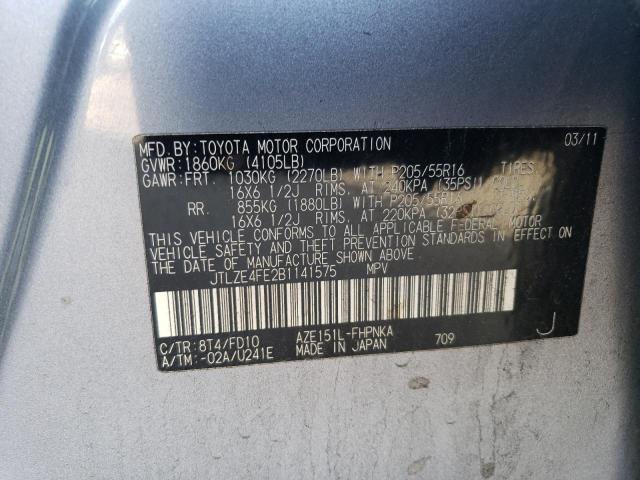 MFD.BY:TOYOTA MOTOR CORPORATION 03/11
GVWR:1860KG (4105LB)
GAWR:FRT. 1030KG (2270LB) WITH P205/55R16 TIRES
16X6 1/2J RIMS. AT 240KPA (35PSI)
RR. 855KG (1880LB) WITH P205/55R16
16X6 1/2J RIMS. AT 220KPA (32
THIS VEHICLE CONFORMS TO ALL APPLICABLE FEDERAL MOTOR
VEHICLE SAFETY AND THEFT PREVENTION STANDARDS IN EFFECT ON
THE DATE OF MANUFACTURE SHOWN ABOVE.
JTLZE4FE2B1141575 MPV
C/TR:8T4/FD10 AZE151L-FHPNKA
A/TM:-02A/U241E MADE IN JAPAN 709 J